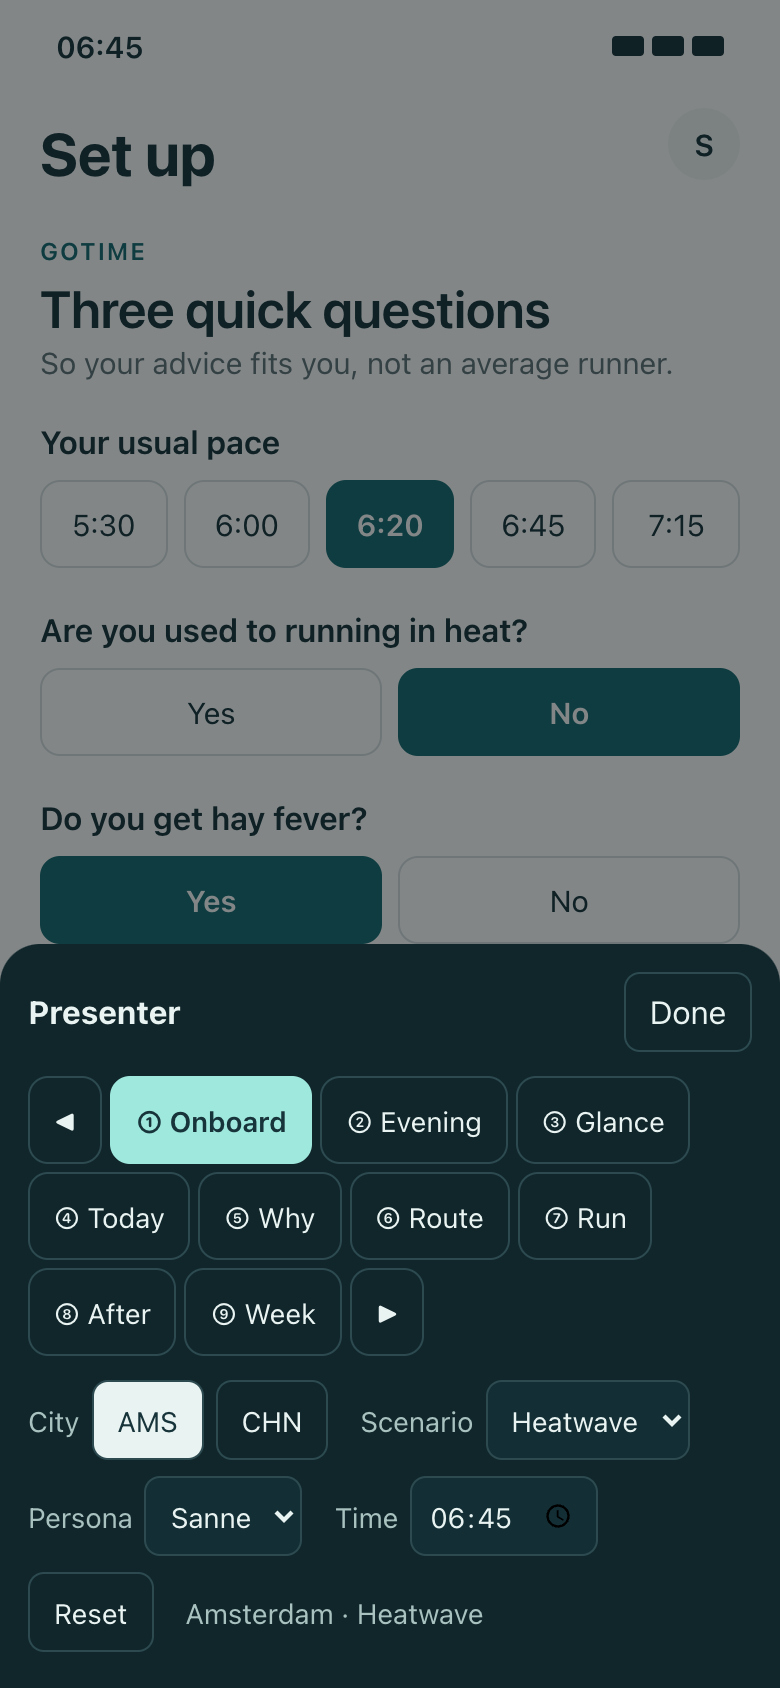 06:45
Set up
S
GOTIME
Three quick questions
So your advice fits you, not an average runner.
Your usual pace
5:30 6:00 6:20 6:45 7:15
Are you used to running in heat?
Yes No
Do you get hay fever?
Yes No
Presenter Done
◀ ① Onboard ② Evening ③ Glance
④ Today ⑤ Why ⑥ Route ⑦ Run
⑧ After ⑨ Week ▶
City AMS CHN Scenario Heatwave
Persona Sanne Time 06:45
Reset Amsterdam · Heatwave